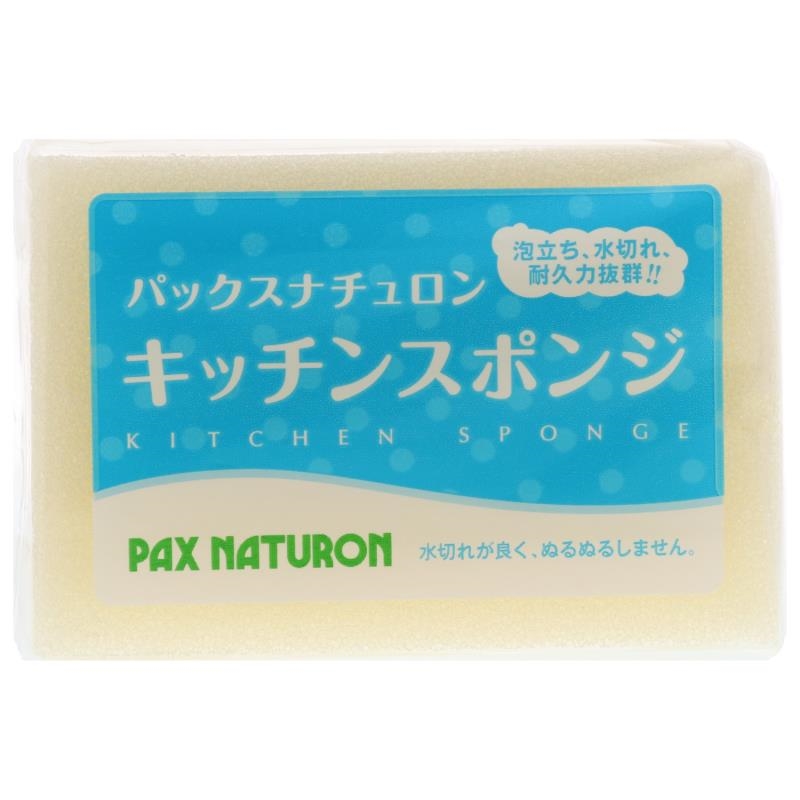 泡立ち、水切れ、
耐久力抜群!!
パックスナチュロン
キッチンスポンジ
KITCHEN SPONGE
PAX NATURON
水切れが良く、ぬるぬるしません。